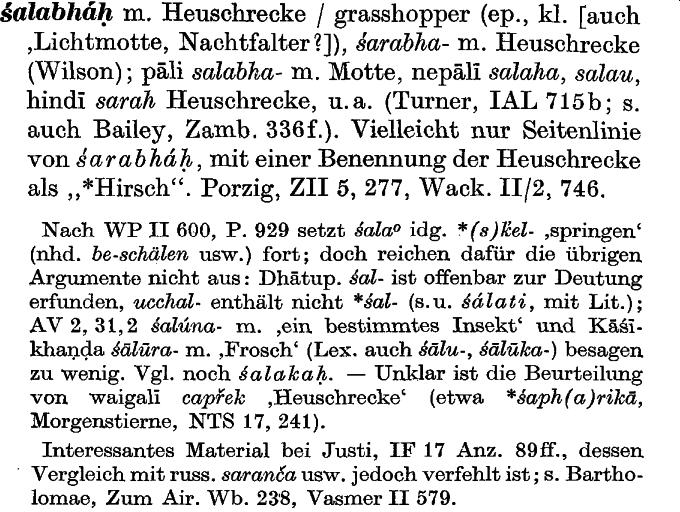 śalabháḥ m. Heuschrecke / grasshopper (ep., kl. [auch
‚Lichtmotte, Nachtfalter?]), śarabha- m. Heuschrecke
(Wilson); pāli salabha- m. Motte, nepālī salaha, salau,
hindī sarah Heuschrecke, u. a. (Turner, IAL 715b; s.
auch Bailey, Zamb. 336f.). Vielleicht nur Seitenlinie
von śarabháḥ, mit einer Benennung der Heuschrecke
als ,,*Hirsch“. Porzig, ZII 5, 277, Wack. II/2, 746.
Nach WP II 600, P. 929 setzt śala° idg. *(s)k̑el- ‚springen‘
(nhd. be-schälen usw.) fort; doch reichen dafür die übrigen
Argumente nicht aus: Dhātup. śal- ist offenbar zur Deutung
erfunden, ucchal- enthält nicht *śal- (s. u. śálati, mit Lit.);
AV 2, 31, 2 śalúna- m. ‚ein bestimmtes Insekt‘ und Kāśī-
khaṇḍa śālūra- m. ‚Frosch‘ (Lex. auch śālu-, śālūka-) besagen
zu wenig. Vgl. noch śalakaḥ. — Unklar ist die Beurteilung
von waigalī capřek ‚Heuschrecke‘ (etwa *śaph(a)rikā,
Morgenstierne, NTS 17, 241).
Interessantes Material bei Justi, IF 17 Anz. 89ff., dessen
Vergleich mit russ. saranča usw. jedoch verfehlt ist; s. Bartho-
lomae, Zum Air. Wb. 238, Vasmer II 579.